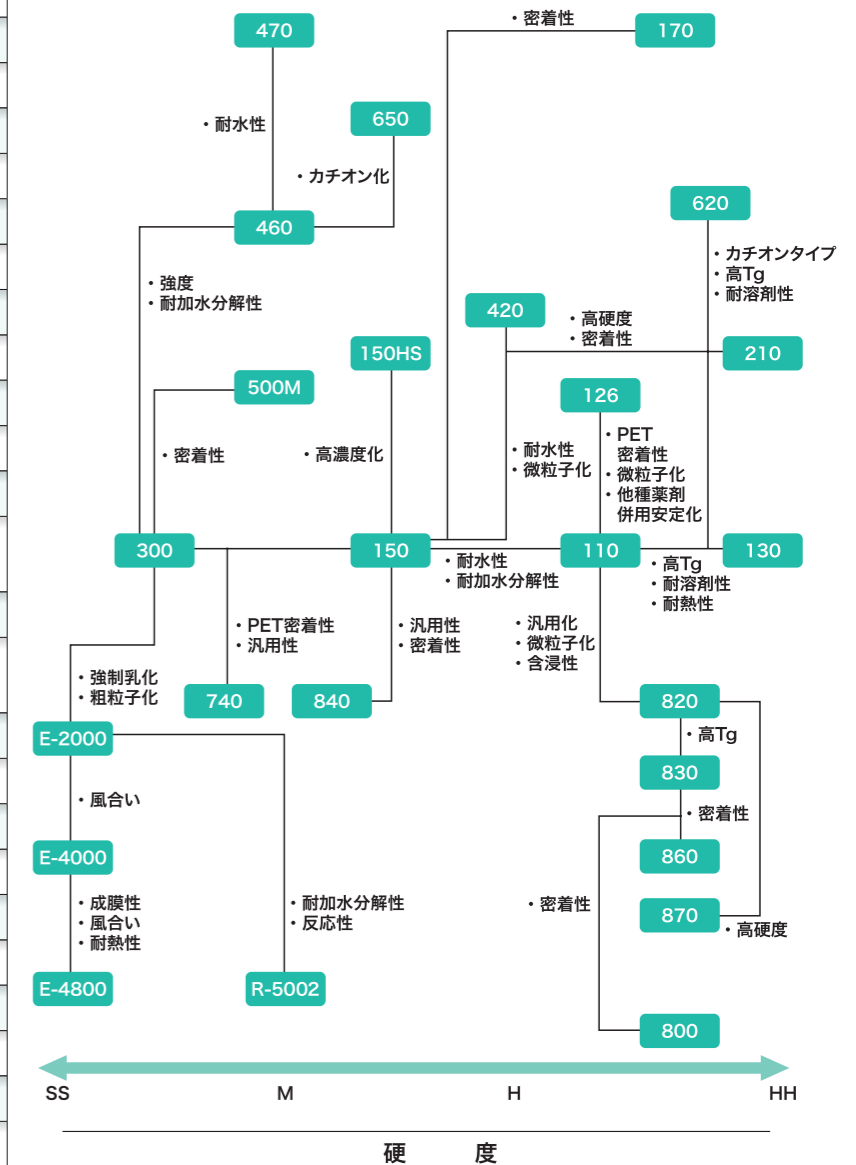 ・密着性
470
170
650
・耐水性
・カチオン化
620
460
・カチオンタイプ
・高Tg
・耐溶剤性
・強度
・耐加水分解性
420
・高硬度
・密着性
150HS
210
500M
126
・PET
密着性
・微粒子化
・他種薬剤
併用安定化
・密着性
・高濃度化
・耐水性
・微粒子化
300
150
110
130
・耐水性
・耐加水分解性
・高Tg
・耐溶剤性
・耐熱性
・PET密着性
・汎用性
・汎用性
・密着性
・汎用化
・微粒子化
・含浸性
・強制乳化
・粗粒子化
740
840
820
E-2000
・高Tg
830
・風合い
・密着性
E-4000
860
・成膜性
・風合い
・耐熱性
・耐加水分解性
・反応性
・密着性
870
・高硬度
E-4800
R-5002
800
SS
M
H
HH
硬 度